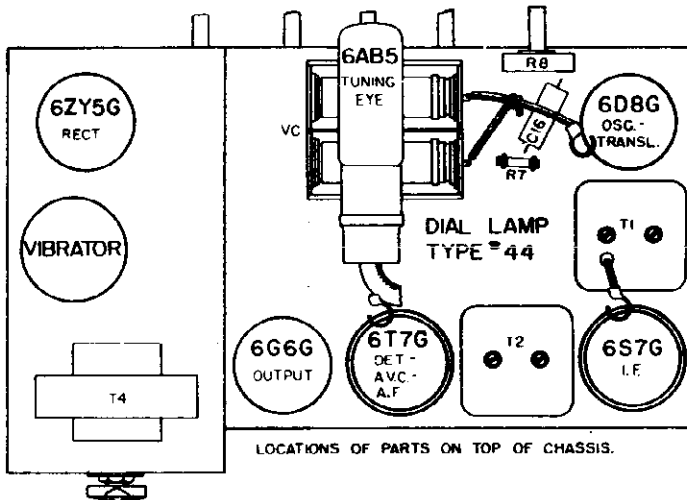 6AB5
TUNING
EYE
R8
6ZY5G
RECT
6D8G
OSC.-
TRANSL.
VC
C16
R7
VIBRATOR
DIAL LAMP
TYPE #44
T1
6G6G
OUTPUT
6T7G
DET-
A.V.C.-
A.F
T2
6S7G
I.F.
T4
LOCATIONS OF PARTS ON TOP OF CHASSIS.